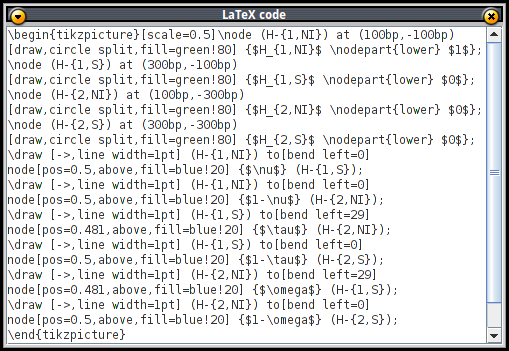 LaTeX code
\begin{tikzpicture}[scale=0.5]\node (H-{1,NI}) at (100bp,-100bp)
[draw,circle split,fill=green!80] {$H_{1,NI}$ \nodepart{lower} $1$};
\node (H-{1,S}) at (300bp,-100bp)
[draw,circle split,fill=green!80] {$H_{1,S}$ \nodepart{lower} $0$};
\node (H-{2,NI}) at (100bp,-300bp)
[draw,circle split,fill=green!80] {$H_{2,NI}$ \nodepart{lower} $0$};
\node (H-{2,S}) at (300bp,-300bp)
[draw,circle split,fill=green!80] {$H_{2,S}$ \nodepart{lower} $0$};
\draw [->,line width=1pt] (H-{1,NI}) to[bend left=0]
node[pos=0.5,above,fill=blue!20] {$\nu$} (H-{1,S});
\draw [->,line width=1pt] (H-{1,NI}) to[bend left=0]
node[pos=0.5,above,fill=blue!20] {$1-\nu$} (H-{2,NI});
\draw [->,line width=1pt] (H-{1,S}) to[bend left=29]
node[pos=0.481,above,fill=blue!20] {$\tau$} (H-{2,NI});
\draw [->,line width=1pt] (H-{1,S}) to[bend left=0]
node[pos=0.5,above,fill=blue!20] {$1-\tau$} (H-{2,S});
\draw [->,line width=1pt] (H-{2,NI}) to[bend left=29]
node[pos=0.481,above,fill=blue!20] {$\omega$} (H-{1,S});
\draw [->,line width=1pt] (H-{2,NI}) to[bend left=0]
node[pos=0.5,above,fill=blue!20] {$1-\omega$} (H-{2,S});
\end{tikzpicture}